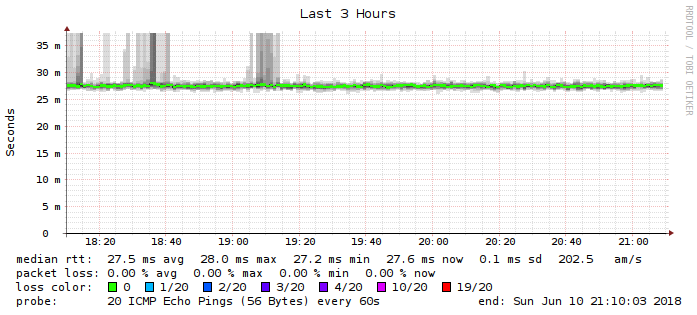 Last 3 Hours
RRDTOOL / TOBI OETIKER
Seconds
35 m
30 m
25 m
20 m
15 m
10 m
5 m
0
18:20 18:40 19:00 19:20 19:40 20:00 20:20 20:40 21:00
median rtt: 27.5 ms avg 28.0 ms max 27.2 ms min 27.6 ms now 0.1 ms sd 202.5 am/s
packet loss: 0.00 % avg 0.00 % max 0.00 % min 0.00 % now
loss color: 0 1/20 2/20 3/20 4/20 10/20 19/20
probe: 20 ICMP Echo Pings (56 Bytes) every 60s end: Sun Jun 10 21:10:03 2018